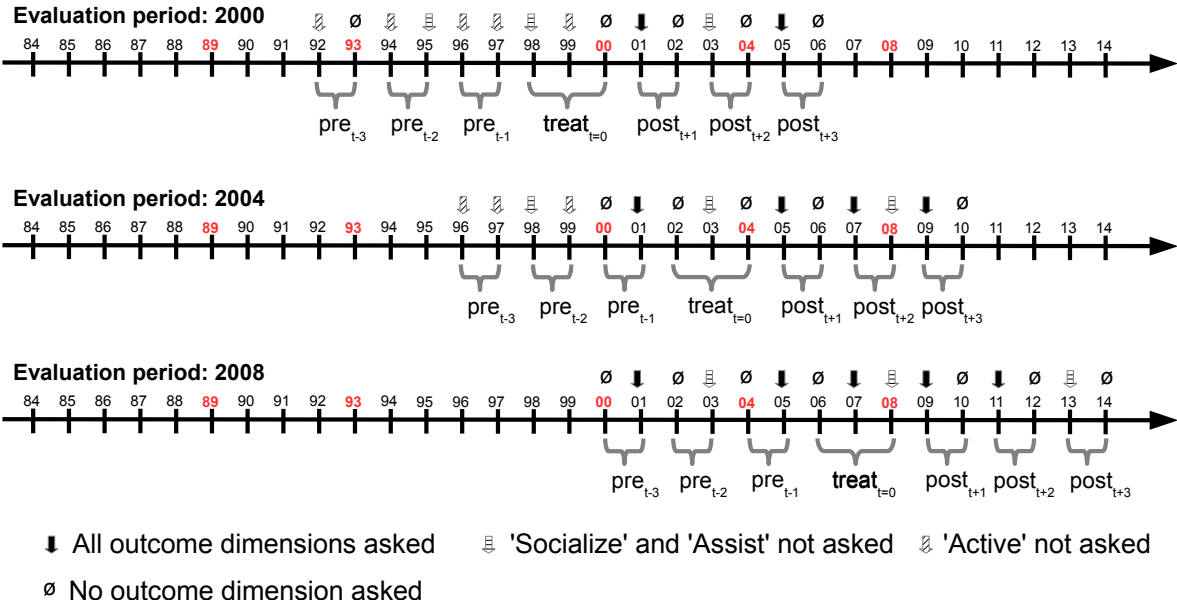 Evaluation period: 2000
ø ø ø ø ø
84 85 86 87 88 89 90 91 92 93 94 95 96 97 98 99 00 01 02 03 04 05 06 07 08 09 10 11 12 13 14
pre t-3 pre t-2 pre t-1 treat t=0 post t+1 post t+2 post t+3
Evaluation period: 2004
ø ø ø ø ø
84 85 86 87 88 89 90 91 92 93 94 95 96 97 98 99 00 01 02 03 04 05 06 07 08 09 10 11 12 13 14
pre t-3 pre t-2 pre t-1 treat t=0 post t+1 post t+2 post t+3
Evaluation period: 2008
ø ø ø ø ø ø ø
84 85 86 87 88 89 90 91 92 93 94 95 96 97 98 99 00 01 02 03 04 05 06 07 08 09 10 11 12 13 14
pre t-3 pre t-2 pre t-1 treat t=0 post t+1 post t+2 post t+3
All outcome dimensions asked 'Socialize' and 'Assist' not asked 'Active' not asked
ø No outcome dimension asked